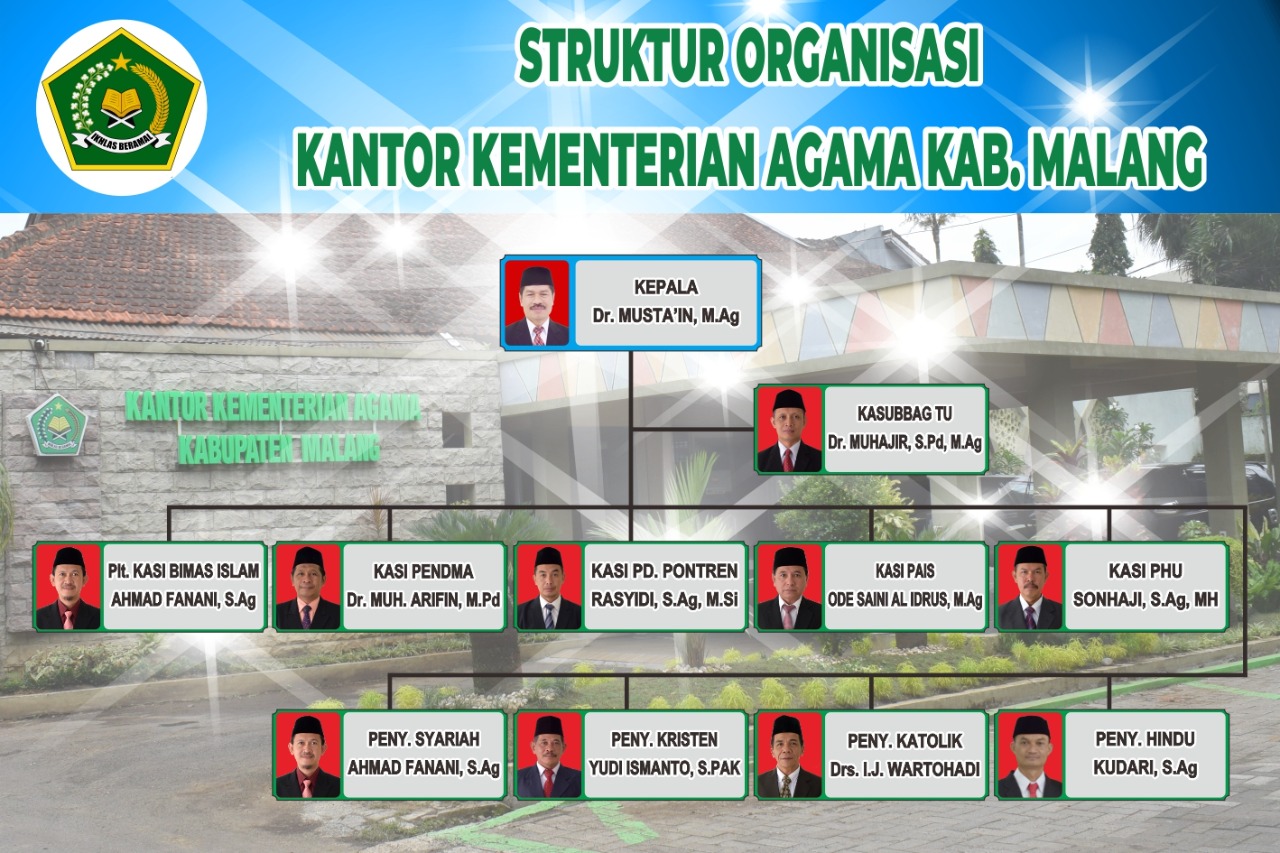 STRUKTUR ORGANISASI
KANTOR KEMENTERIAN AGAMA KAB. MALANG
IKHLAS BERAMAL
KEPALA
Dr. MUSTA'IN, M.Ag
KANTOR KEMENTERIAN AGAMA
KABUPATEN MALANG
KASUBBAG TU
Dr. MUHAJIR, S.Pd, M.Ag
Plt. KASI BIMAS ISLAM
AHMAD FANANI, S.Ag
KASI PENDMA
Dr. MUH. ARIFIN, M.Pd
KASI PD. PONTREN
RASYIDI, S.Ag, M.Si
KASI PAIS
ODE SAINI AL IDRUS, M.Ag
KASI PHU
SONHAJI, S.Ag, MH
PENY. SYARIAH
AHMAD FANANI, S.Ag
PENY. KRISTEN
YUDI ISMANTO, S.PAK
PENY. KATOLIK
Drs. I.J. WARTOHADI
PENY. HINDU
KUDARI, S.Ag